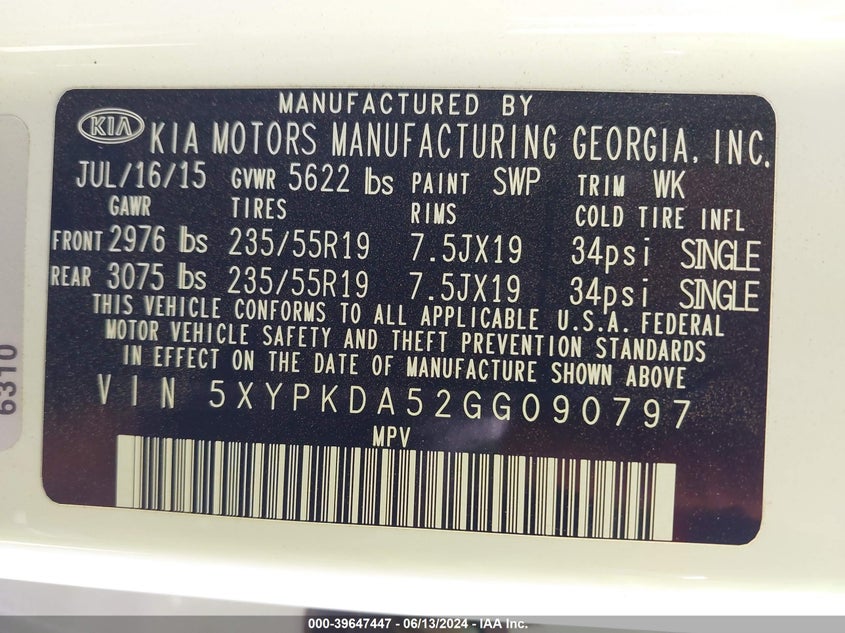 MANUFACTURED BY
KIA KIA MOTORS MANUFACTURING GEORGIA, INC.
JUL/16/15 GVWR 5622 lbs PAINT SWP TRIM WK
GAWR TIRES RIMS COLD TIRE INFL
FRONT 2976 lbs 235/55R19 7.5JX19 34psi SINGLE
REAR 3075 lbs 235/55R19 7.5JX19 34psi SINGLE
THIS VEHICLE CONFORMS TO ALL APPLICABLE U.S.A. FEDERAL
MOTOR VEHICLE SAFETY AND THEFT PREVENTION STANDARDS
IN EFFECT ON THE DATE OF MANUFACTURE SHOWN ABOVE
VIN 5XYPKDA52GG090797
MPV
6310
000-39647447 - 06/13/2024 - IAA Inc.